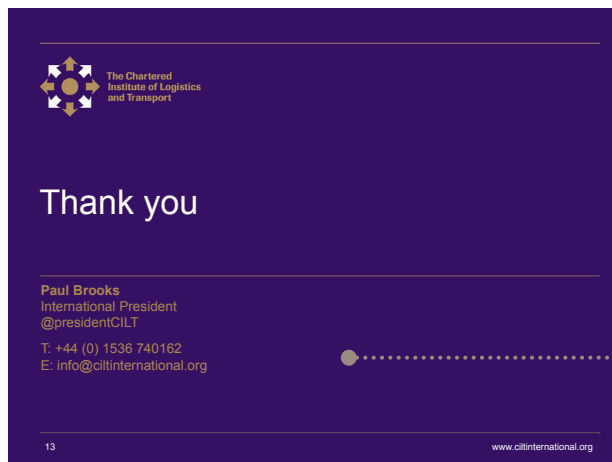 The Chartered
Institute of Logistics
and Transport
Thank you
Paul Brooks
International President
@presidentCILT
T: +44 (0) 1536 740162
E: info@ciltinternational.org
13
www.ciltinternational.org